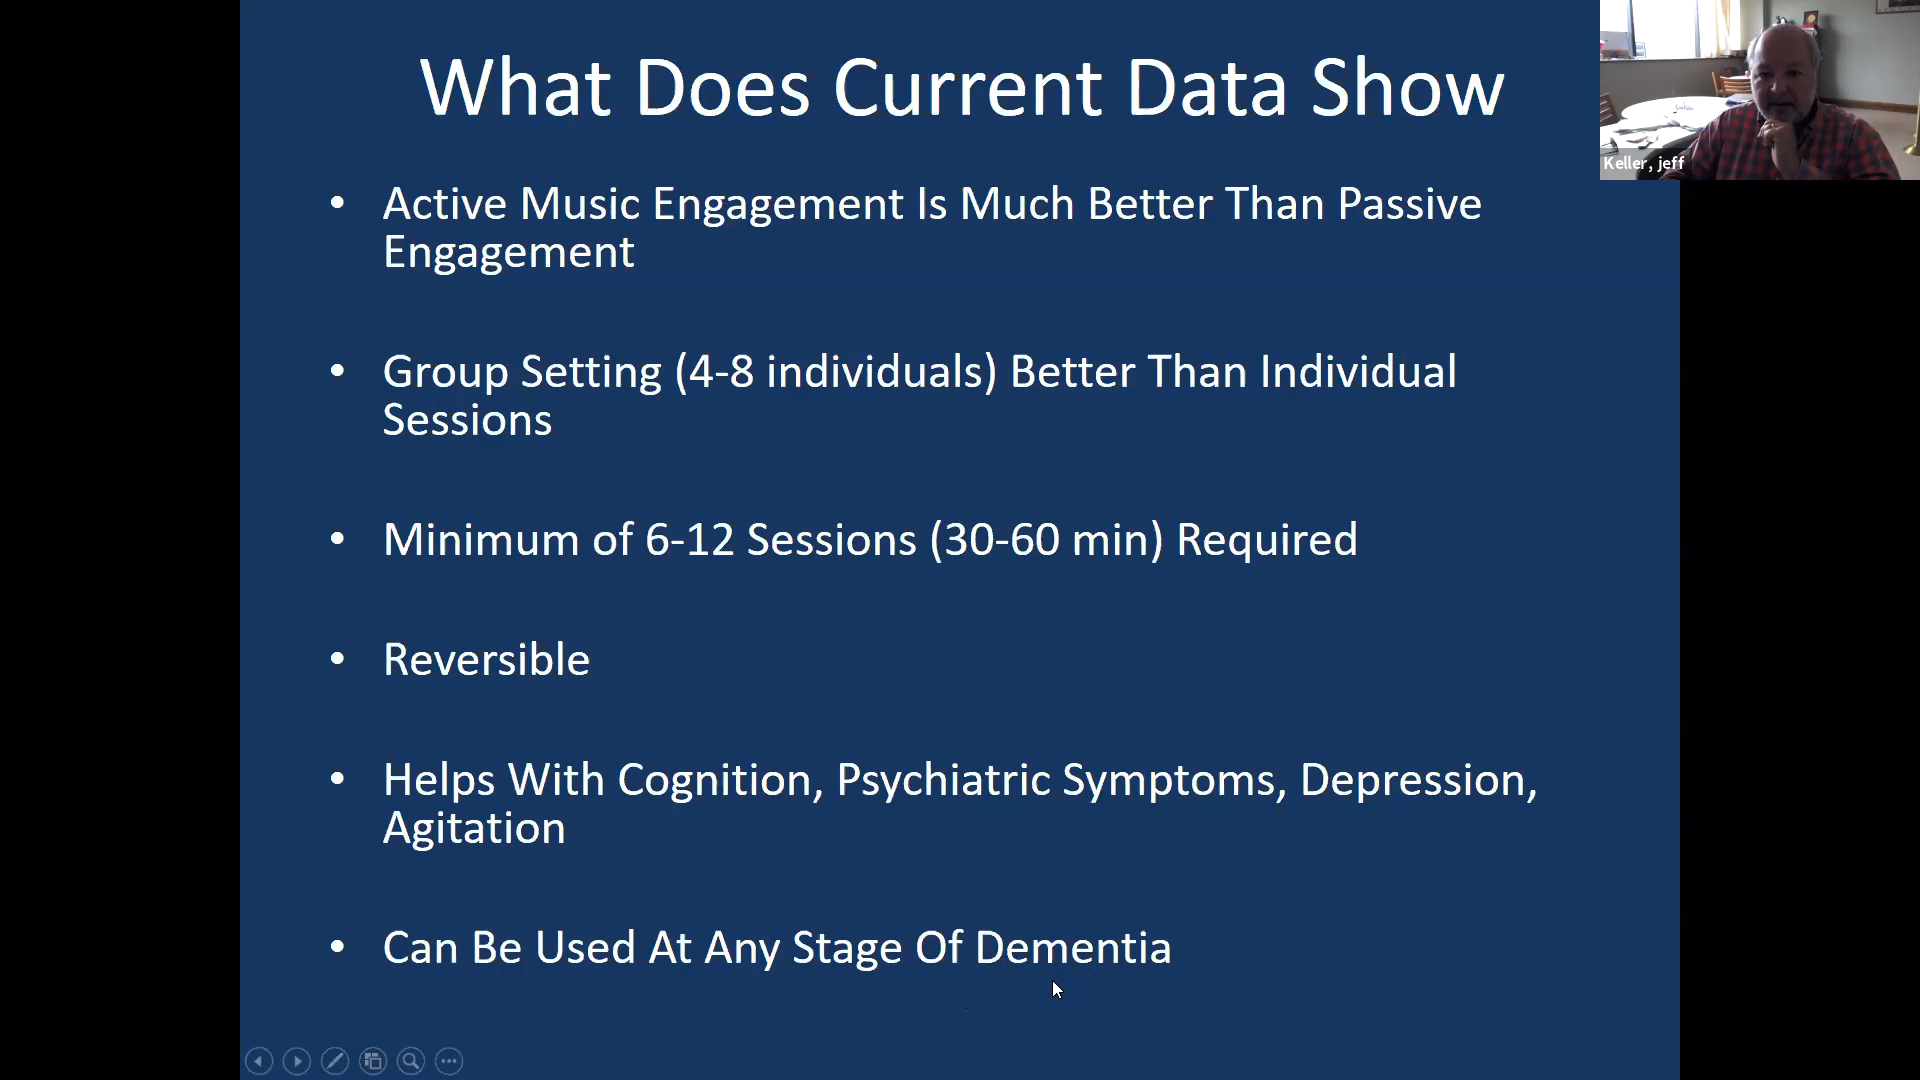 What Does Current Data Show
• Active Music Engagement Is Much Better Than Passive
Engagement
• Group Setting (4-8 individuals) Better Than Individual
Sessions
• Minimum of 6-12 Sessions (30-60 min) Required
• Reversible
• Helps With Cognition, Psychiatric Symptoms, Depression,
Agitation
• Can Be Used At Any Stage Of Dementia
Keller, jeff